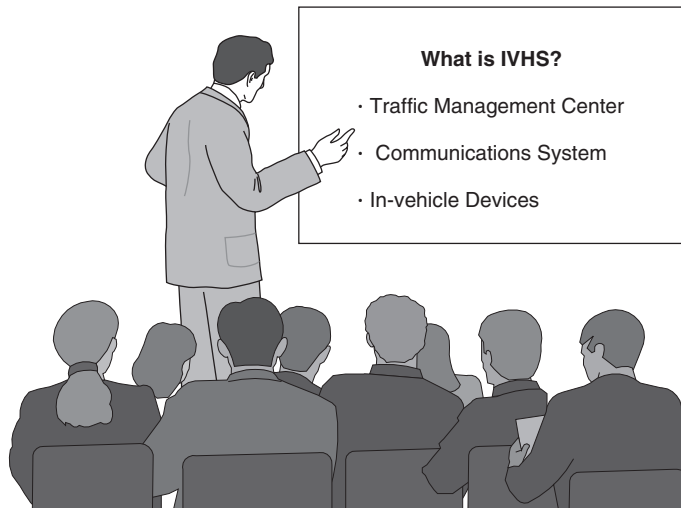 What is IVHS?
· Traffic Management Center
· Communications System
· In-vehicle Devices